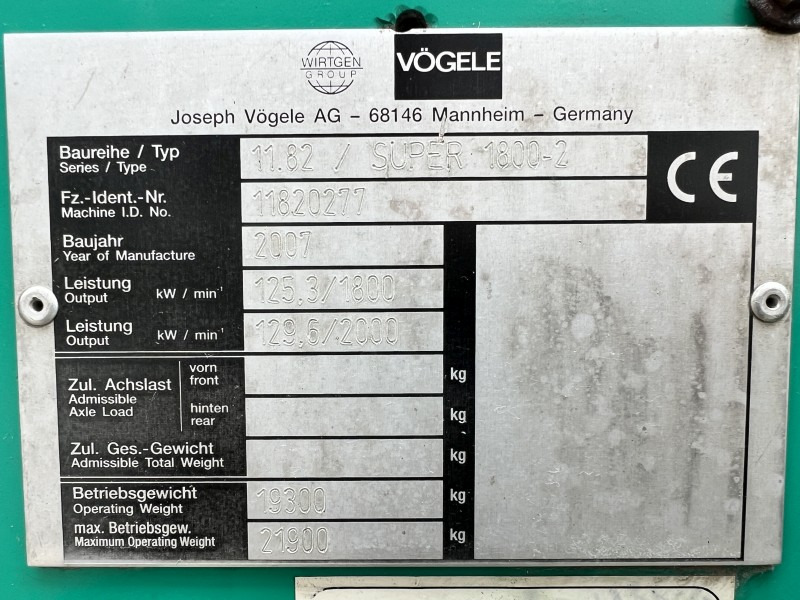 WIRTGEN
GROUP
VÖGELE
Joseph Vögele AG – 68146 Mannheim – Germany
Baureihe / Typ 11.82 / SUPER 1800-2
Series / Type
CE
Fz.-Ident.-Nr. 11820277
Machine I.D. No.
Baujahr 2007
Year of Manufacture
Leistung kW / min⁻¹ 125,3/1800
Output
Leistung kW / min⁻¹ 129,6/2000
Output
Zul. Achslast vorn kg
Admissible front
Axle Load hinten kg
rear
Zul. Ges.-Gewicht kg
Admissible Total Weight
Betriebsgewicht 19300 kg
Operating Weight
max. Betriebsgew. 21900 kg
Maximum Operating Weight